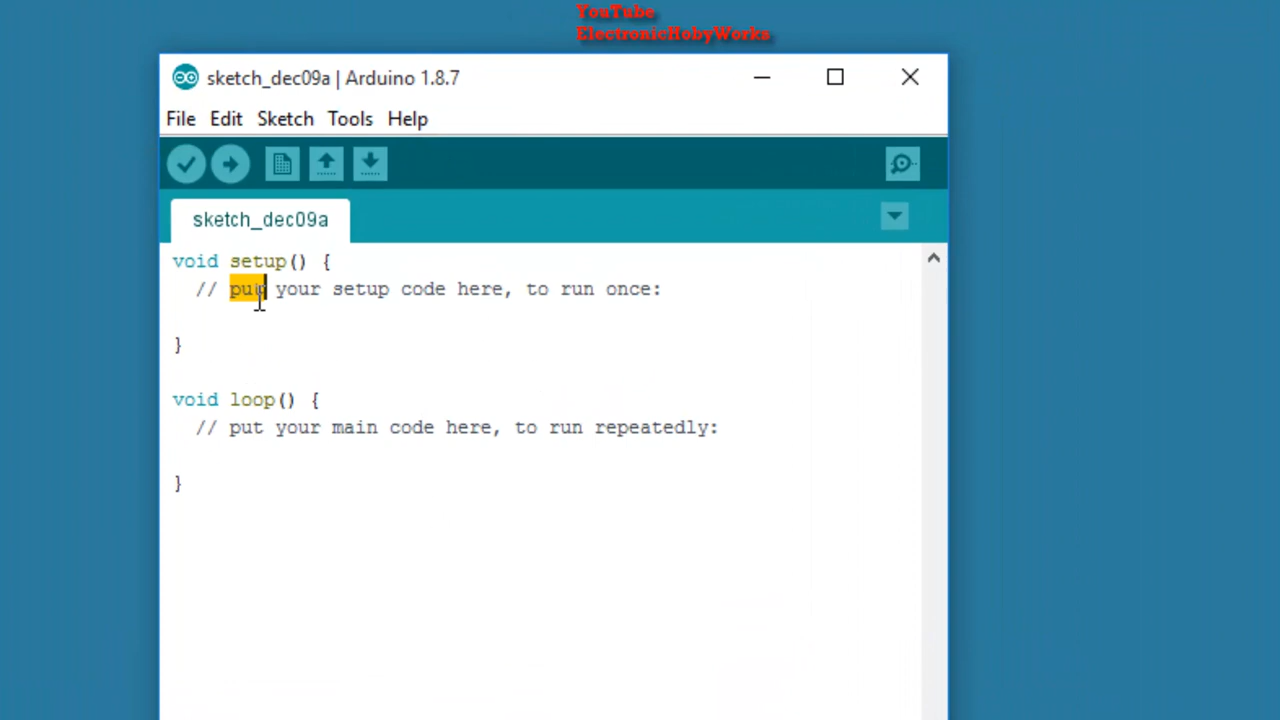 YouTube
ElectronicHobyWorks
sketch_dec09a | Arduino 1.8.7
File Edit Sketch Tools Help
sketch_dec09a
void setup() {
  // put your setup code here, to run once:
}
void loop() {
  // put your main code here, to run repeatedly:
}